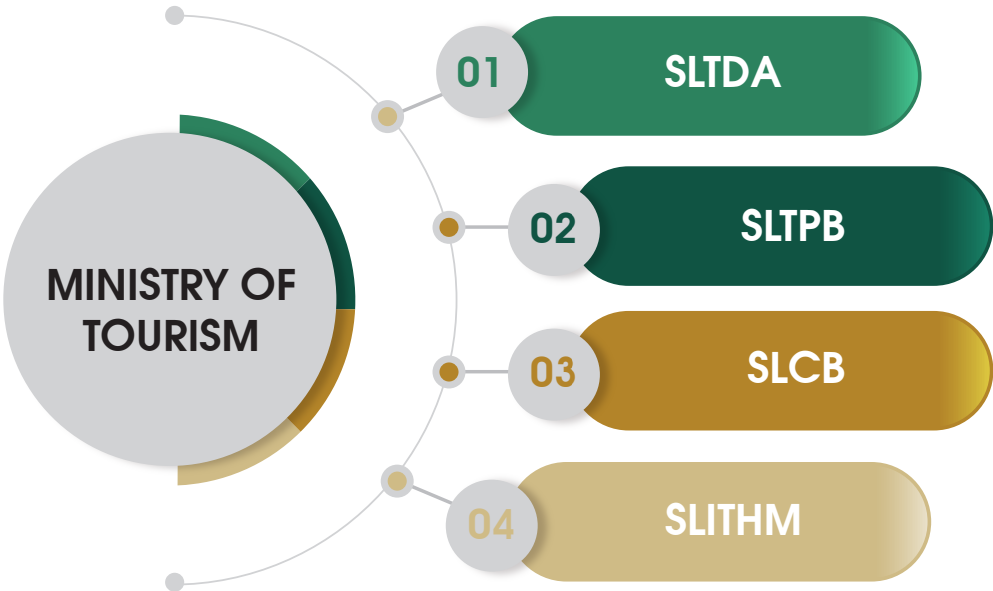 MINISTRY OF
TOURISM
01
SLTDA
02
SLTPB
03
SLCB
04
SLITHM